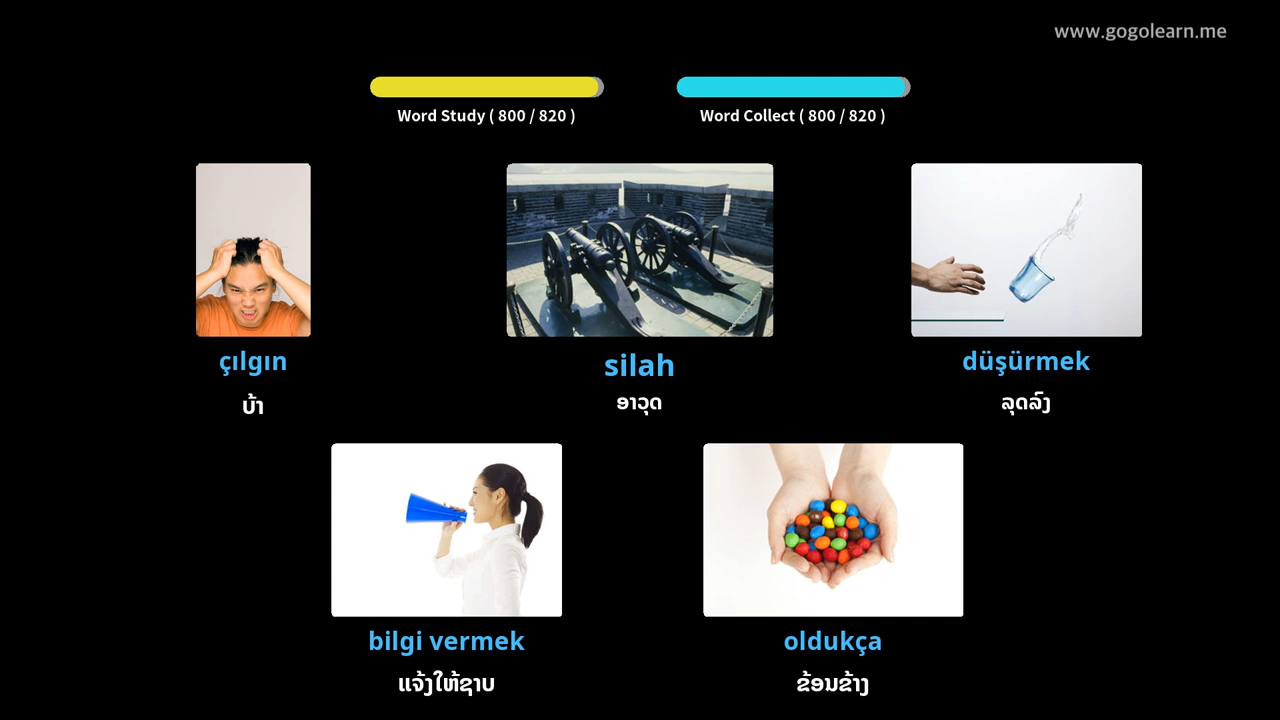 www.gogolearn.me
Word Study ( 800 / 820 )
Word Collect ( 800 / 820 )
çılgın
silah
düşürmek
ບ້າ
ອາວຸດ
ລຸດລົງ
bilgi vermek
oldukça
ແຈ້ງໃຫ້ຊາບ
ຂ້ອນຂ້າງ